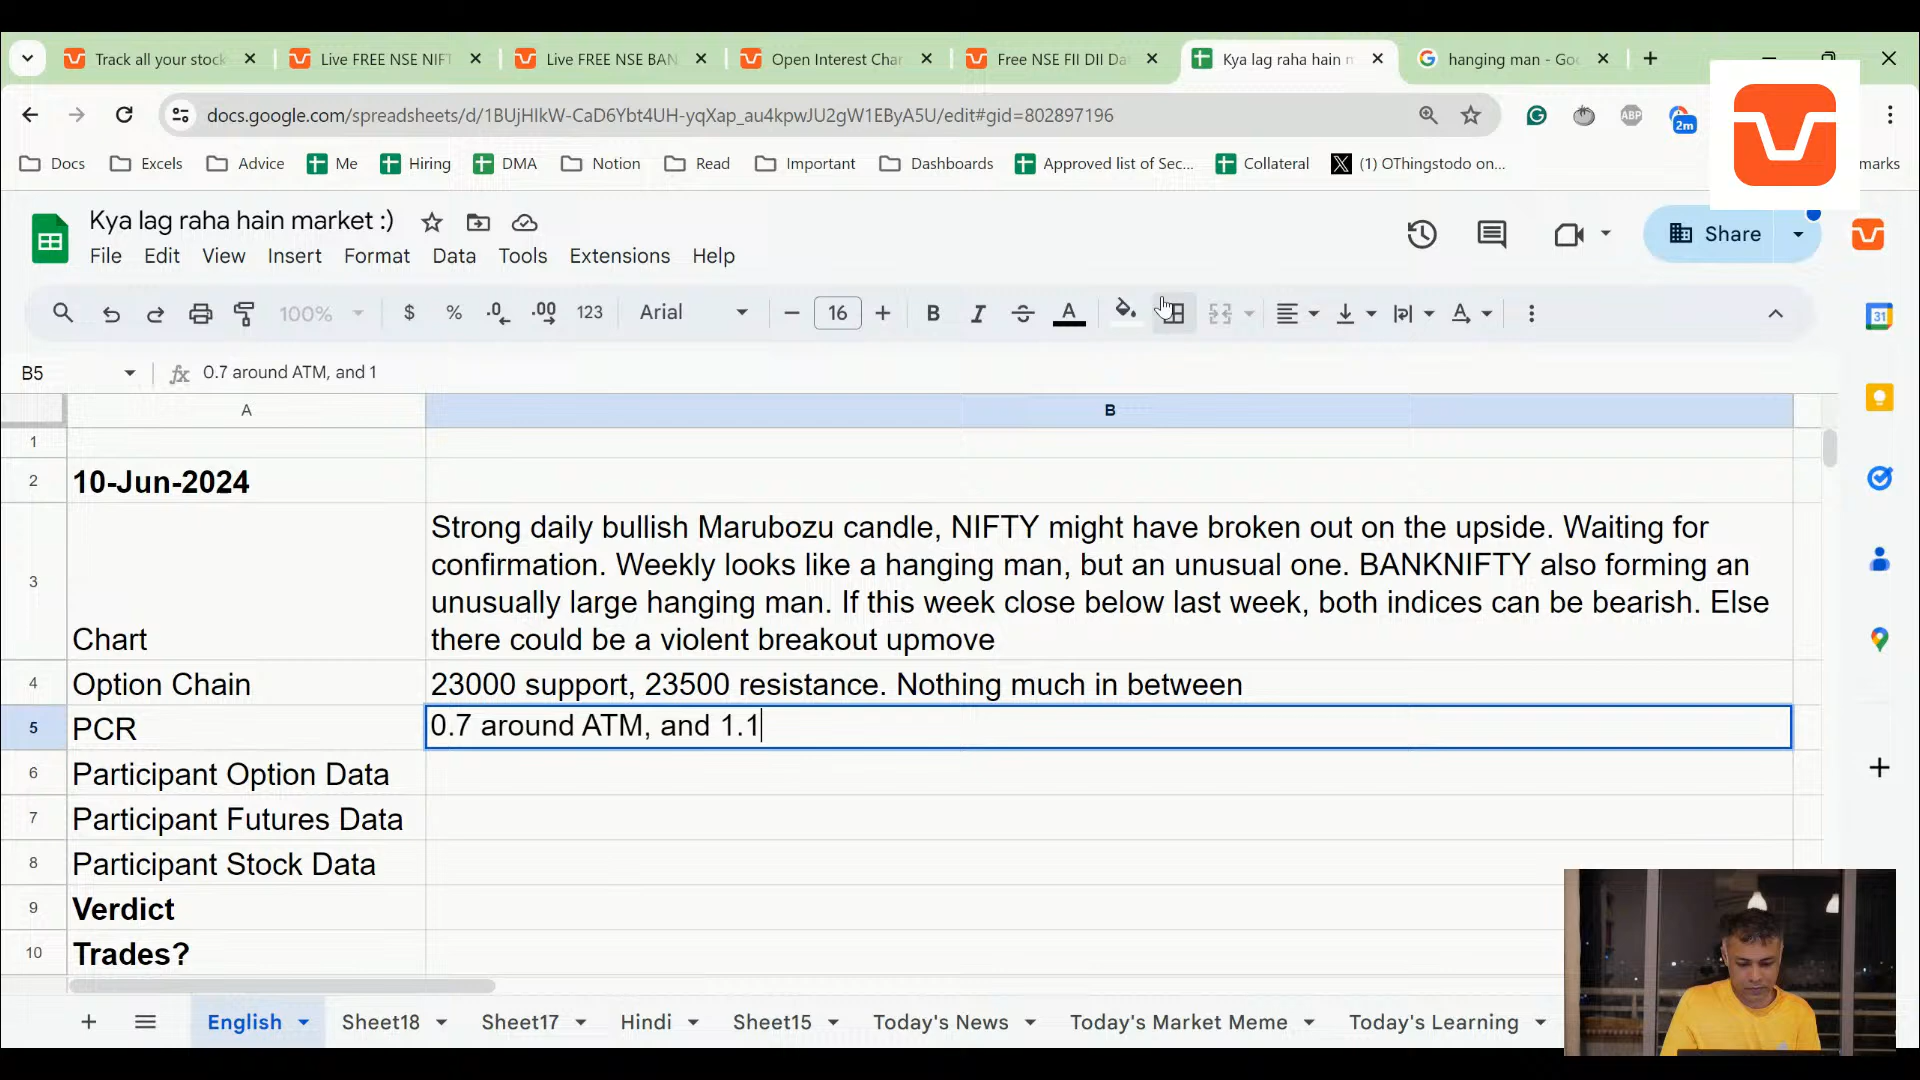 Track all your stock
Live FREE NSE NIFT
Live FREE NSE BAN
Open Interest Char
Free NSE FII DII Da
Kya lag raha hain m
hanging man - Goo
docs.google.com/spreadsheets/d/1BUjHIkW-CaD6Ybt4UH-yqXap_au4kpwJU2gW1EByA5U/edit#gid=802897196
ABP
2m
Docs
Excels
Advice
Me
Hiring
DMA
Notion
Read
Important
Dashboards
Approved list of Sec...
Collateral
(1) OThingstodo on...
marks
Kya lag raha hain market :)
File Edit View Insert Format Data Tools Extensions Help
Share
100% $ % .0 .00 123 Arial 16 B I S A
31
B5 fx 0.7 around ATM, and 1
A B
1
2 10-Jun-2024
Strong daily bullish Marubozu candle, NIFTY might have broken out on the upside. Waiting for
confirmation. Weekly looks like a hanging man, but an unusual one. BANKNIFTY also forming an
unusually large hanging man. If this week close below last week, both indices can be bearish. Else
there could be a violent breakout upmove
3 Chart
4 Option Chain 23000 support, 23500 resistance. Nothing much in between
5 PCR 0.7 around ATM, and 1.1
6 Participant Option Data
7 Participant Futures Data
8 Participant Stock Data
9 Verdict
10 Trades?
English Sheet18 Sheet17 Hindi Sheet15 Today's News Today's Market Meme Today's Learning